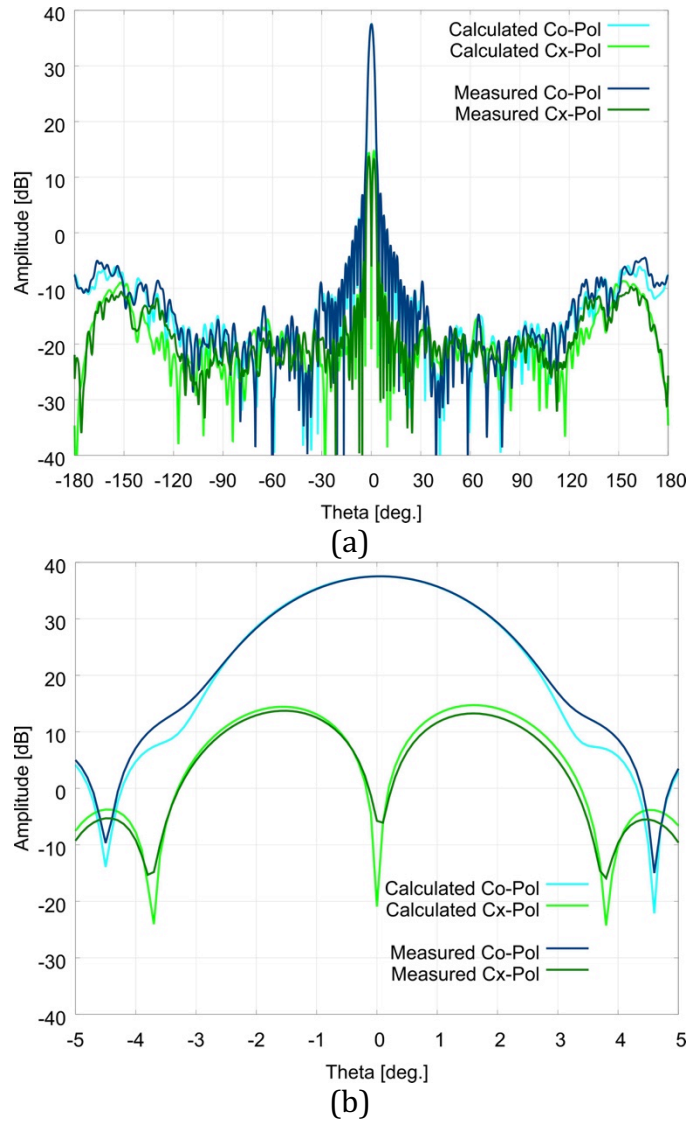 40
Calculated Co-Pol
Calculated Cx-Pol
30
Measured Co-Pol
20
Measured Cx-Pol
10
Amplitude [dB]
0
-10
-20
-30
-40
-180 -150 -120 -90 -60 -30 0 30 60 90 120 150 180
Theta [deg.]
(a)
40
30
20
10
Amplitude [dB]
0
-10
Calculated Co-Pol
-20
Calculated Cx-Pol
Measured Co-Pol
-30
Measured Cx-Pol
-40
-5 -4 -3 -2 -1 0 1 2 3 4 5
Theta [deg.]
(b)